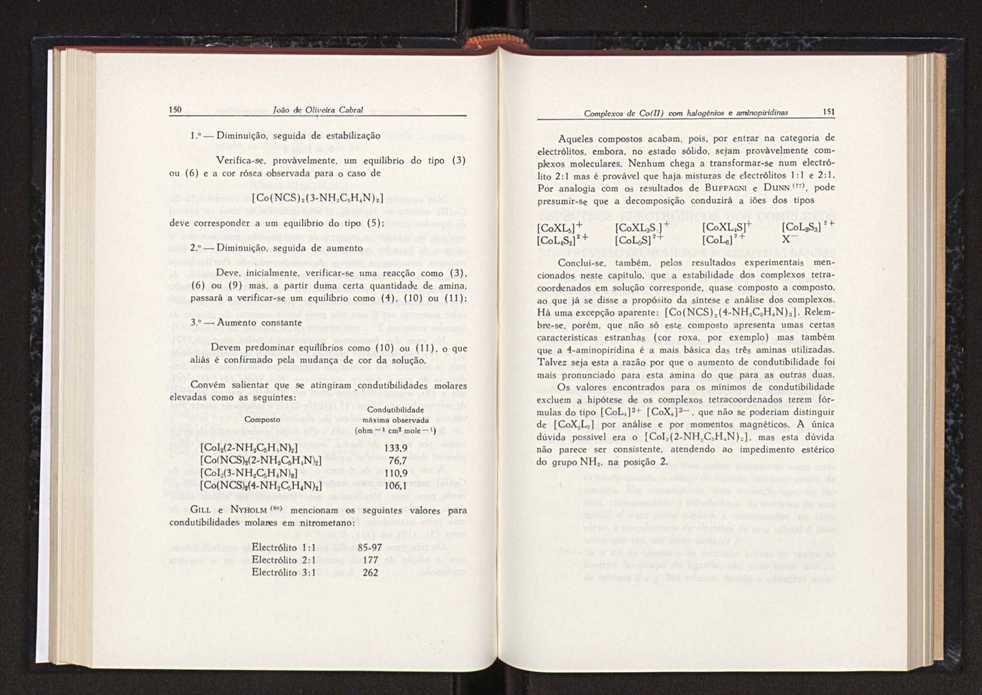 150 João de Oliveira Cabral
1.º — Diminuição, seguida de estabilização
Verifica-se, provàvelmente, um equilíbrio do tipo (3)
ou (6) e a cor rósea observada para o caso de
[Co(NCS)₂(3-NH₂C₅H₄N)₂]
deve corresponder a um equilíbrio do tipo (5);
2.º — Diminuição, seguida de aumento
Deve, inicialmente, verificar-se uma reacção como (3),
(6) ou (9) mas, a partir duma certa quantidade de amina,
passará a verificar-se um equilíbrio como (4), (10) ou (11);
3.º — Aumento constante
Devem predominar equilíbrios como (10) ou (11), o que
aliás é confirmado pela mudança de cor da solução.
Convém salientar que se atingiram condutibilidades molares
elevadas como as seguintes:
Composto
Condutibilidade
máxima observada
(ohm⁻¹ cm² mole⁻¹)
[CoI₂(2-NH₂C₅H₄N)₂] 133,9
[Co(NCS)₂(2-NH₂C₅H₄N)₂] 76,7
[CoI₂(3-NH₂C₅H₄N)₂] 110,9
[Co(NCS)₂(4-NH₂C₅H₄N)₂] 106,1
GILL e NYHOLM (⁸⁰) mencionam os seguintes valores para
condutibilidades molares em nitrometano:
Electrólito 1:1 85-97
Electrólito 2:1 177
Electrólito 3:1 262
Complexos de Co(II) com halogénios e aminopiridinas 151
Aqueles compostos acabam, pois, por entrar na categoria de
electrólitos, embora, no estado sólido, sejam provàvelmente com-
plexos moleculares. Nenhum chega a transformar-se num electró-
lito 2:1 mas é provável que haja misturas de electrólitos 1:1 e 2:1.
Por analogia com os resultados de BUFFAGNI e DUNN (⁷⁷), pode
presumir-se que a decomposição conduzirá a iões dos tipos
[CoXL₅]⁺ [CoXL₃S₂]⁺ [CoXL₄S]⁺ [CoL₃S₃]²⁺
[CoL₄S₂]²⁺ [CoL₅S]²⁺ [CoL₆]²⁺ X⁻
Conclui-se, também, pelos resultados experimentais men-
cionados neste capítulo, que a estabilidade dos complexos tetra-
coordenados em solução corresponde, quase composto a composto,
ao que já se disse a propósito da síntese e análise dos complexos.
Há uma excepção aparente: [Co(NCS)₂(4-NH₂C₅H₄N)₂]. Relem-
bre-se, porém, que não só este composto apresenta umas certas
características estranhas (cor roxa, por exemplo) mas também
que a 4-aminopiridina é a mais básica das três aminas utilizadas.
Talvez seja esta a razão por que o aumento de condutibilidade foi
mais pronunciado para esta amina do que para as outras duas.
Os valores encontrados para os mínimos de condutibilidade
excluem a hipótese de os complexos tetracoordenados terem fór-
mulas do tipo [CoL₄]²⁺ [CoX₄]²⁻, que não se poderiam distinguir
de [CoX₂L₂] por análise e por momentos magnéticos. A única
dúvida possível era o [CoI₂(2-NH₂C₅H₄N)₂], mas esta dúvida
não parece ser consistente, atendendo ao impedimento estérico
do grupo NH₂, na posição 2.